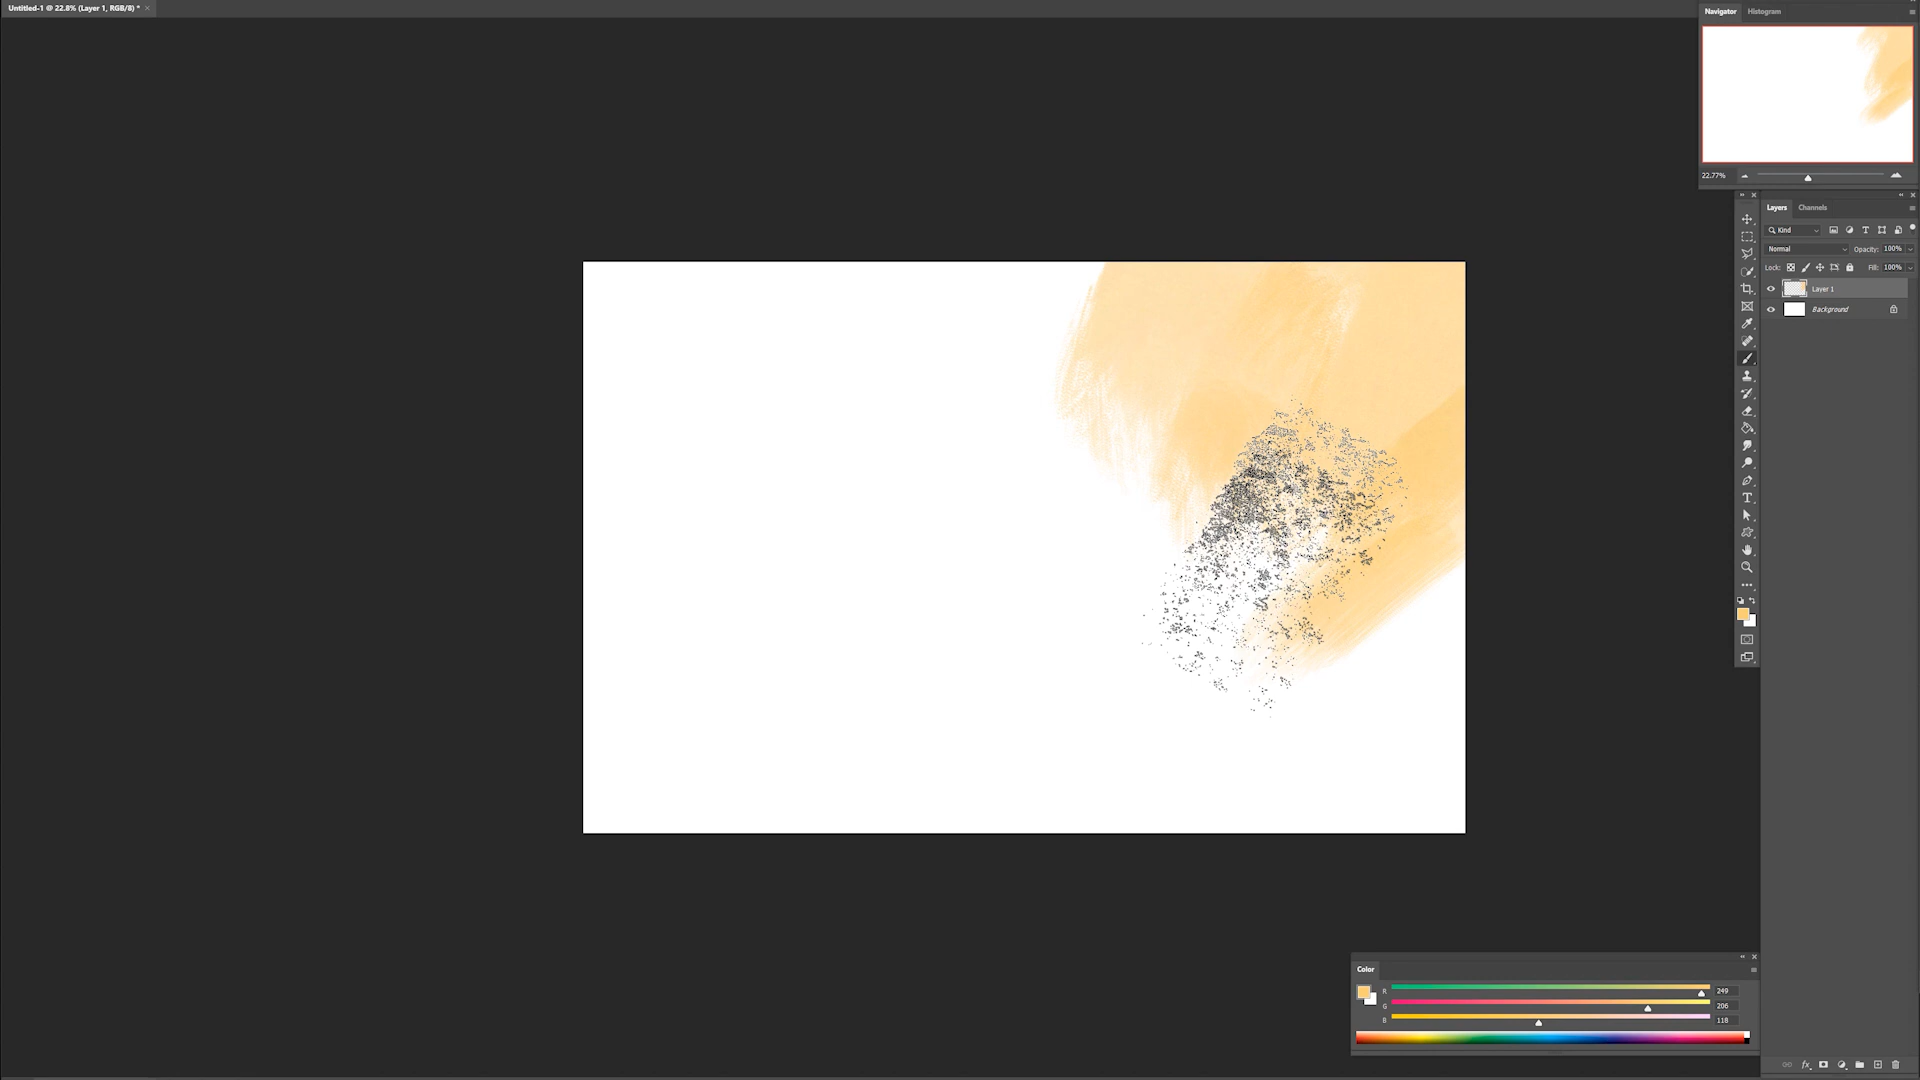 Untitled-1 @ 22.8% (Layer 1, RGB/8) *
Navigator Histogram
22.77%
Layers Channels
Kind
Normal Opacity: 100%
Lock: Fill: 100%
Layer 1
Background
Color
R 249
G 206
B 118